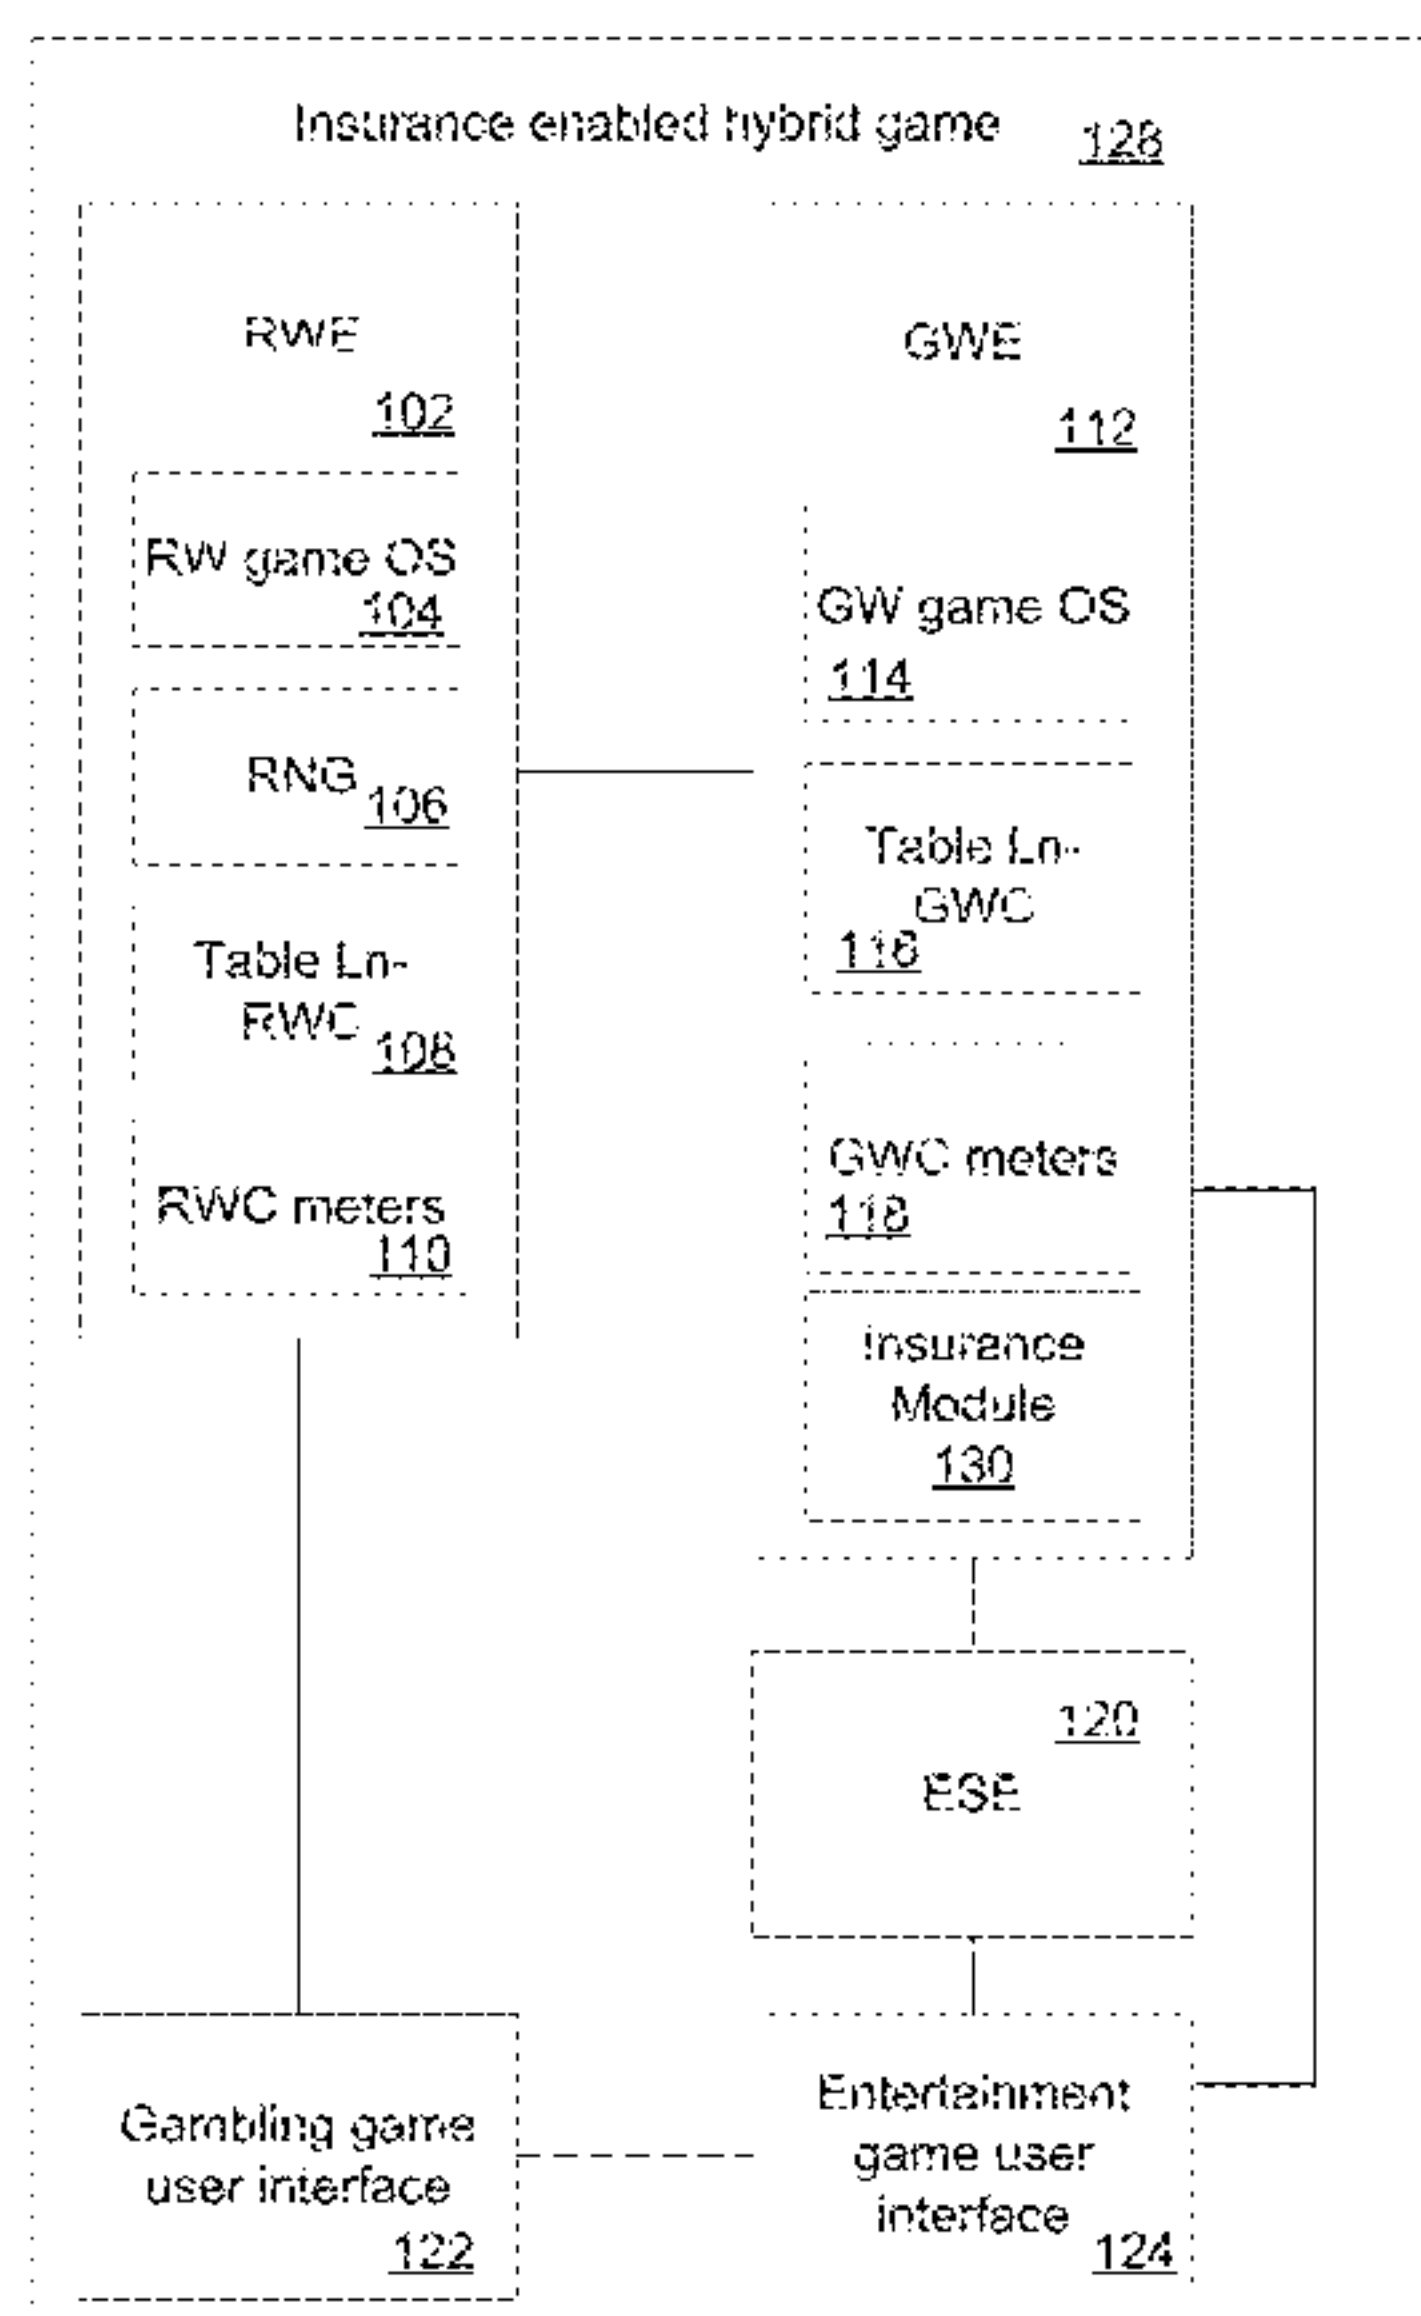 Insurance enabled hybrid game 128
RWE
102
RW game OS
104
RNG
106
Table Ln-
RWC
108
RWC meters
110
GWE
112
GW game OS
114
Table Ln-
GWC
116
GWC meters
118
Insurance
Module
130
120
ESE
Gambling game
user interface
122
Entertainment
game user
interface
124